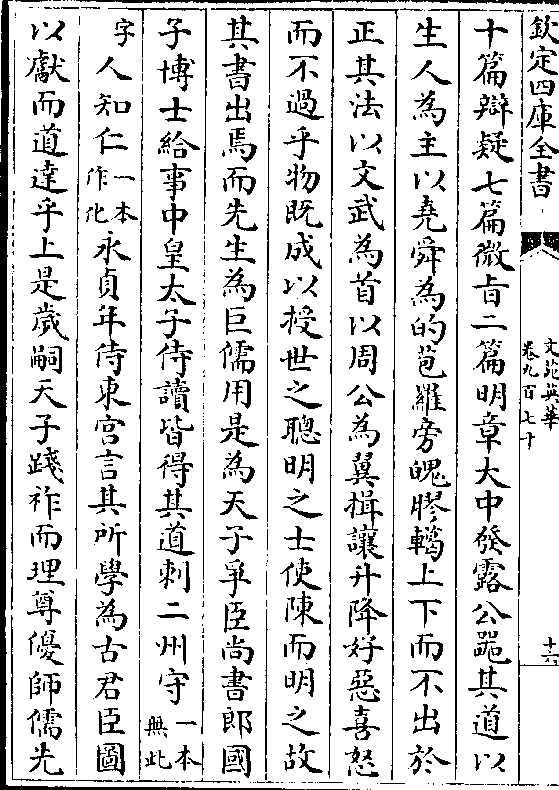 欽定四庫全書
文苑英華
卷九百七十
十六
十篇辯疑七篇微旨二篇明章大中發露公器其道以
生人為主以堯舜為的苞羅旁魄膠轕上下而不出於
正其法以文武為首以周公為翼揖讓升降好惡喜怒
而不過乎物既成以授世之聰明之士使陳而明之故
其書出焉而先生為巨儒用是為天子爭臣尚書郎國
子博士給事中皇太子侍讀皆得其道刺二州守一本無此
字人知仁一本作化永貞年侍東宮言其所學為古君臣圖
以獻而道達乎上是歲嗣天子踐祚而理尊優師儒先